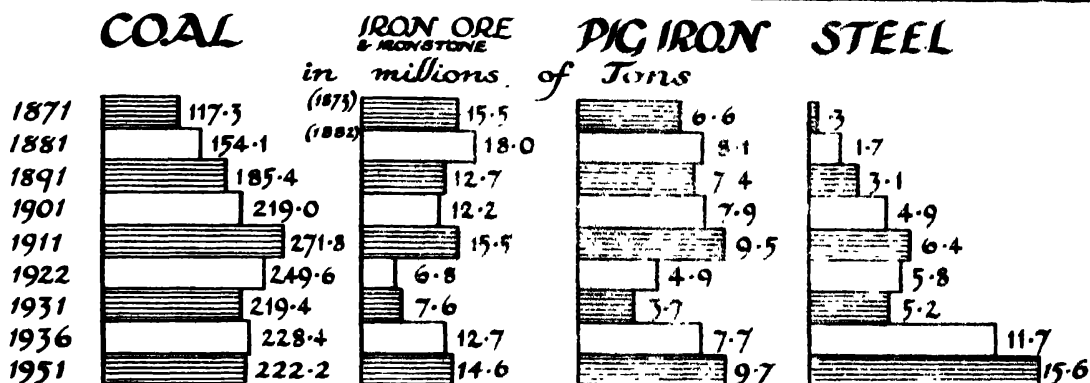 COAL IRON ORE PIG IRON STEEL
& IRONSTONE
in millions of Tons
1871 117.3 (1873) 15.5 6.6 .3
1881 154.1 (1882) 18.0 8.1 1.7
1891 185.4 12.7 7.4 3.1
1901 219.0 12.2 7.9 4.9
1911 271.8 15.5 9.5 6.4
1922 249.6 6.8 4.9 5.8
1931 219.4 7.6 3.7 5.2
1936 228.4 12.7 7.7 11.7
1951 222.2 14.6 9.7 15.6